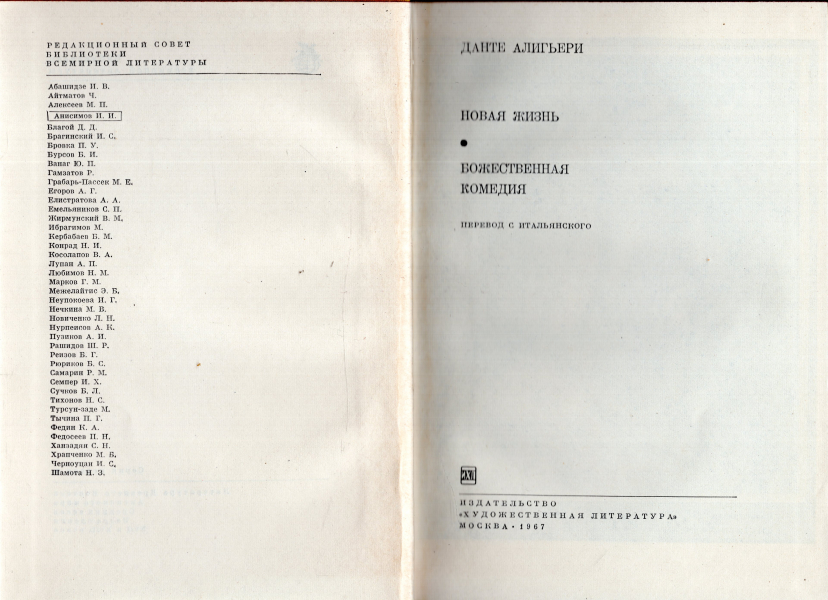 РЕДАКЦИОННЫЙ СОВЕТ
БИБЛИОТЕКИ
ВСЕМИРНОЙ ЛИТЕРАТУРЫ
Абашидзе И. В.
Айтматов Ч.
Алексеев М. П.
Анисимов И. И.
Благой Д. Д.
Брагинский И. С.
Бровка П. У.
Бурсов Б. И.
Ванаг Ю. П.
Гамзатов Р.
Грабарь-Пассек М. Е.
Егоров А. Г.
Елистратова А. А.
Емельяников С. П.
Жирмунский В. М.
Ибрагимов М.
Кербабаев Б. М.
Конрад Н. И.
Косолапов В. А.
Лупан А. П.
Любимов Н. М.
Марков Г. М.
Межелайтис Э. Б.
Неупокоева И. Г.
Нечкина М. В.
Новиченко Л. Н.
Нурпеисов А. К.
Пузиков А. И.
Рашидов Ш. Р.
Реизов Б. Г.
Рюриков Б. С.
Самарин Р. М.
Семпер И. Х.
Сучков Б. Л.
Тихонов Н. С.
Турсун-заде М.
Тычина П. Г.
Федин К. А.
Федосеев П. Н.
Ханзадян С. Н.
Храпченко М. Б.
Черноуцан И. С.
Шамота Н. З.
ДАНТЕ АЛИГЬЕРИ
НОВАЯ ЖИЗНЬ
БОЖЕСТВЕННАЯ
КОМЕДИЯ
ПЕРЕВОД С ИТАЛЬЯНСКОГО
ИЗДАТЕЛЬСТВО
«ХУДОЖЕСТВЕННАЯ ЛИТЕРАТУРА»
МОСКВА · 1967